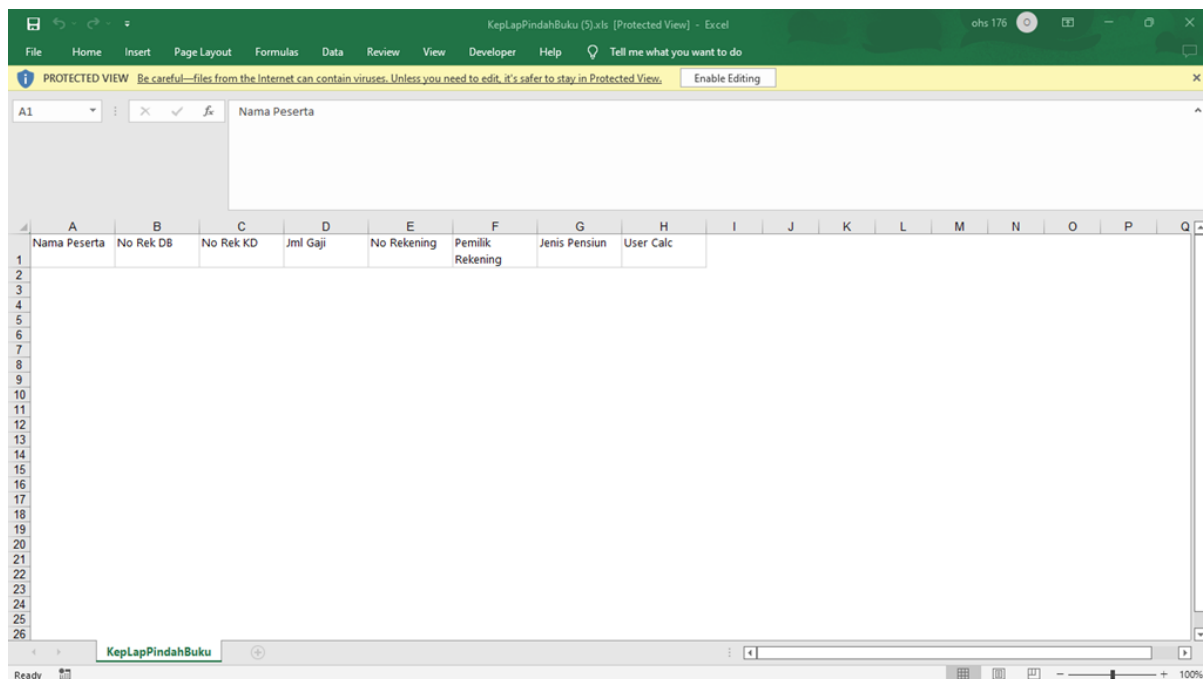 KepLapPindahBuku (5).xls [Protected View] - Excel
ohs 176
O
File Home Insert Page Layout Formulas Data Review View Developer Help Tell me what you want to do
PROTECTED VIEW Be careful—files from the Internet can contain viruses. Unless you need to edit, it's safer to stay in Protected View. Enable Editing
A1 fx Nama Peserta
A B C D E F G H I J K L M N O P Q
Nama Peserta No Rek DB No Rek KD Jml Gaji No Rekening Pemilik Jenis Pensiun User Calc
1 Rekening
2
3
4
5
6
7
8
9
10
11
12
13
14
15
16
17
18
19
20
21
22
23
24
25
26
KepLapPindahBuku
Ready 100%